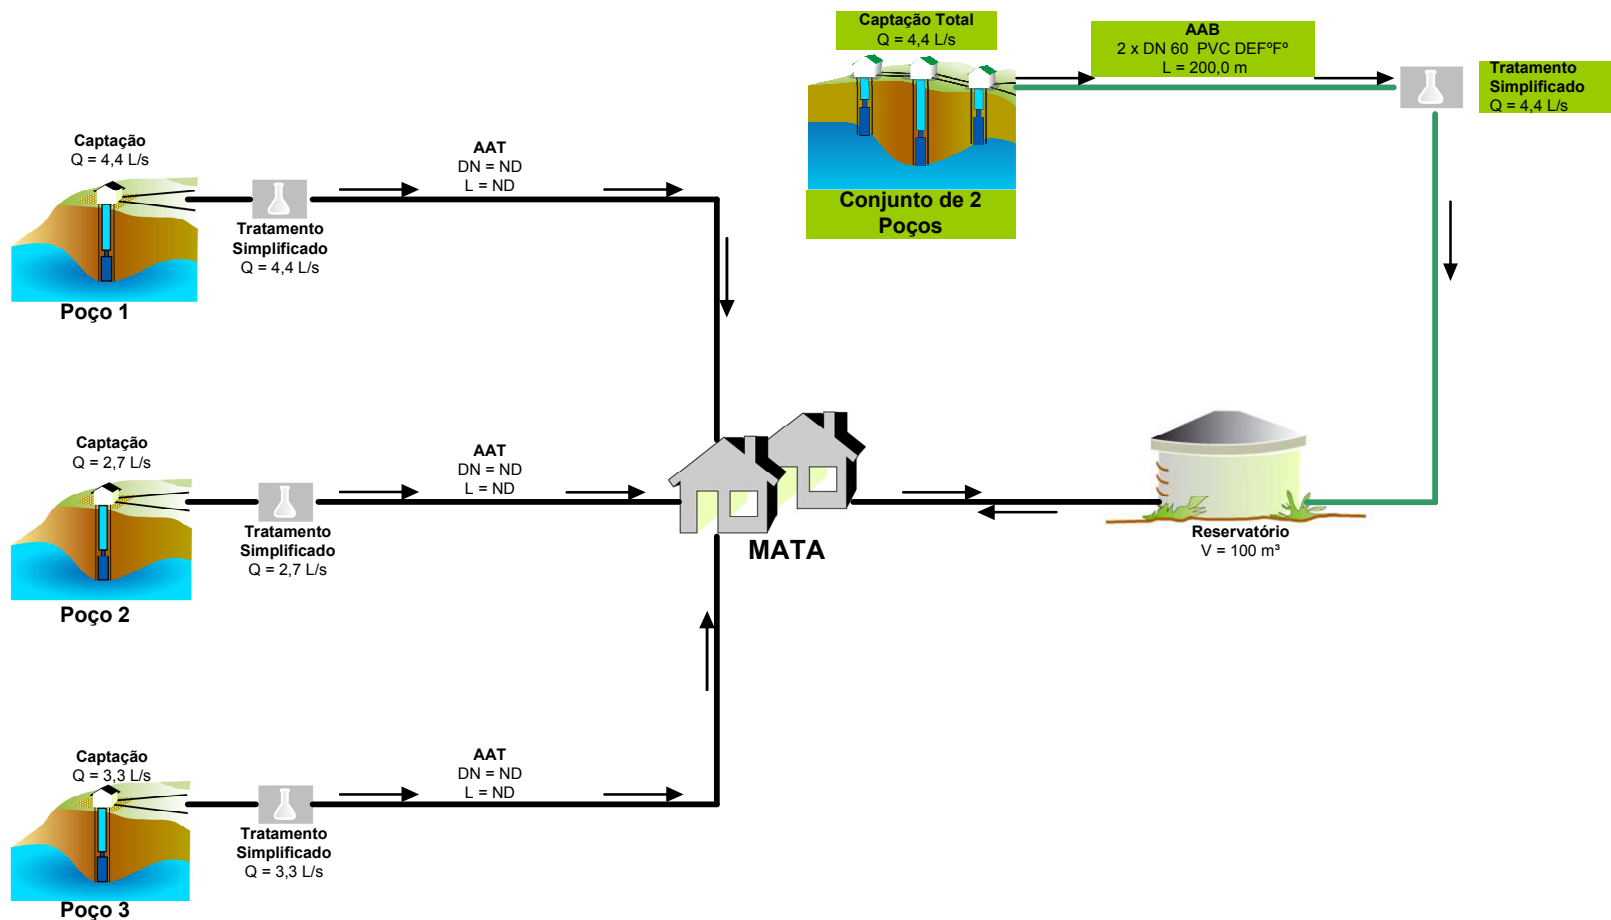 Captação Total
Q = 4,4 L/s
AAB
2 x DN 60 PVC DEFºFº
L = 200,0 m
Tratamento
Simplificado
Q = 4,4 L/s
Conjunto de 2
Poços
Captação
Q = 4,4 L/s
AAT
DN = ND
L = ND
Tratamento
Simplificado
Q = 4,4 L/s
Poço 1
Captação
Q = 2,7 L/s
AAT
DN = ND
L = ND
Tratamento
Simplificado
Q = 2,7 L/s
Poço 2
MATA
Reservatório
V = 100 m³
Captação
Q = 3,3 L/s
AAT
DN = ND
L = ND
Tratamento
Simplificado
Q = 3,3 L/s
Poço 3